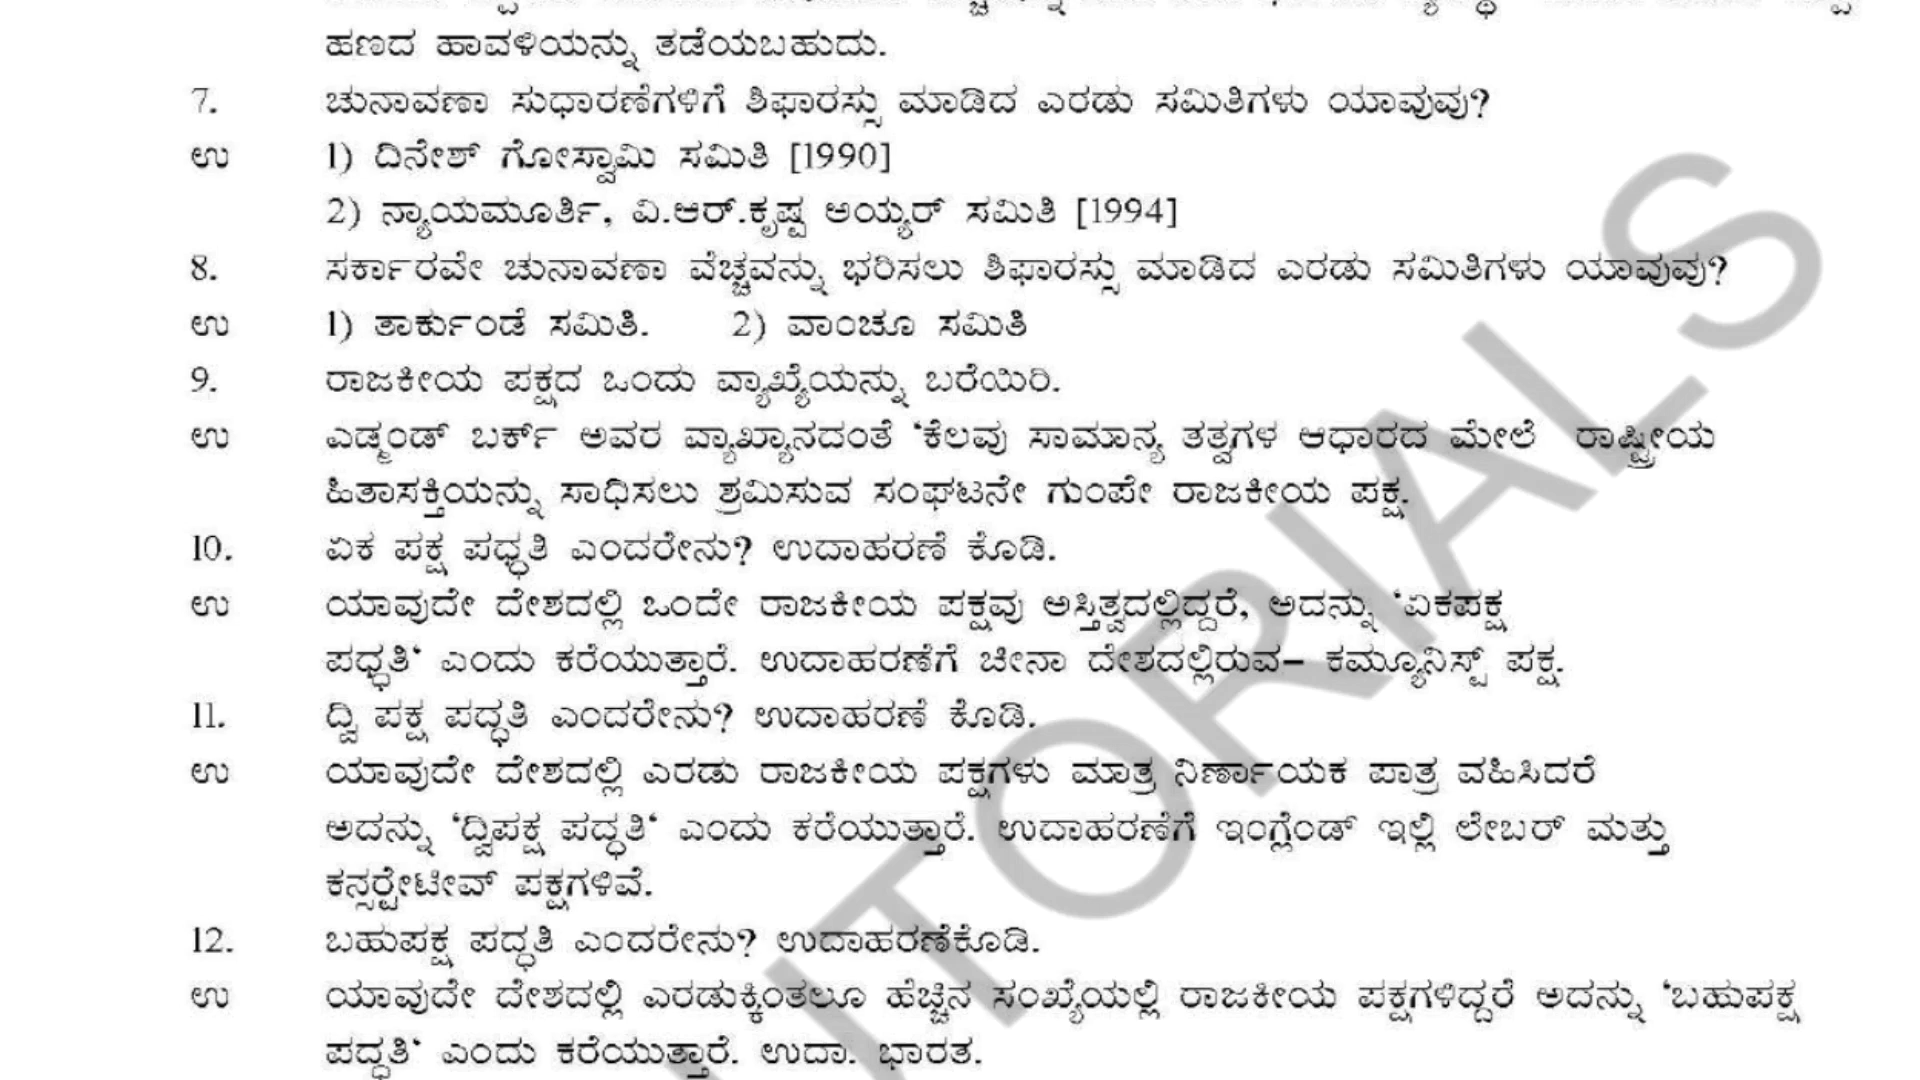 ಹಣದ ಹಾವಳಿಯನ್ನು ತಡೆಯಬಹುದು.
7. ಚುನಾವಣಾ ಸುಧಾರಣೆಗಳಿಗೆ ಶಿಫಾರಸ್ಸು ಮಾಡಿದ ಎರಡು ಸಮಿತಿಗಳು ಯಾವುವು?
ಉ 1) ದಿನೇಶ್ ಗೋಸ್ವಾಮಿ ಸಮಿತಿ [1990]
2) ನ್ಯಾಯಮೂರ್ತಿ, ವಿ.ಆರ್.ಕೃಷ್ಣ ಅಯ್ಯರ್ ಸಮಿತಿ [1994]
8. ಸರ್ಕಾರವೇ ಚುನಾವಣಾ ವೆಚ್ಚವನ್ನು ಭರಿಸಲು ಶಿಫಾರಸ್ಸು ಮಾಡಿದ ಎರಡು ಸಮಿತಿಗಳು ಯಾವುವು?
ಉ 1) ತಾರ್ಕುಂಡೆ ಸಮಿತಿ. 2) ವಾಂಚೂ ಸಮಿತಿ
9. ರಾಜಕೀಯ ಪಕ್ಷದ ಒಂದು ವ್ಯಾಖ್ಯೆಯನ್ನು ಬರೆಯಿರಿ.
ಉ ಎಡ್ಮಂಡ್ ಬರ್ಕ್ ಅವರ ವ್ಯಾಖ್ಯಾನದಂತೆ ‘ಕೆಲವು ಸಾಮಾನ್ಯ ತತ್ವಗಳ ಆಧಾರದ ಮೇಲೆ ರಾಷ್ಟ್ರೀಯ
ಹಿತಾಸಕ್ತಿಯನ್ನು ಸಾಧಿಸಲು ಶ್ರಮಿಸುವ ಸಂಘಟನೇ ಗುಂಪೇ ರಾಜಕೀಯ ಪಕ್ಷ.
10. ಏಕ ಪಕ್ಷ ಪಧ್ಧತಿ ಎಂದರೇನು? ಉದಾಹರಣೆ ಕೊಡಿ.
ಉ ಯಾವುದೇ ದೇಶದಲ್ಲಿ ಒಂದೇ ರಾಜಕೀಯ ಪಕ್ಷವು ಅಸ್ತಿತ್ವದಲ್ಲಿದ್ದರೆ, ಅದನ್ನು ‘ಏಕಪಕ್ಷ
ಪಧ್ಧತಿ‘ ಎಂದು ಕರೆಯುತ್ತಾರೆ. ಉದಾಹರಣೆಗೆ ಚೀನಾ ದೇಶದಲ್ಲಿರುವ– ಕಮ್ಯೂನಿಸ್ಟ್ ಪಕ್ಷ.
11. ದ್ವಿ ಪಕ್ಷ ಪದ್ಧತಿ ಎಂದರೇನು? ಉದಾಹರಣೆ ಕೊಡಿ.
ಉ ಯಾವುದೇ ದೇಶದಲ್ಲಿ ಎರಡು ರಾಜಕೀಯ ಪಕ್ಷಗಳು ಮಾತ್ರ ನಿರ್ಣಾಯಕ ಪಾತ್ರ ವಹಿಸಿದರೆ
ಅದನ್ನು ‘ದ್ವಿಪಕ್ಷ ಪದ್ಧತಿ‘ ಎಂದು ಕರೆಯುತ್ತಾರೆ. ಉದಾಹರಣೆಗೆ ಇಂಗ್ಲೆಂಡ್ ಇಲ್ಲಿ ಲೇಬರ್ ಮತ್ತು
ಪಕ್ಷಗಳಿವೆ.
12. ಬಹುಪಕ್ಷ ಪದ್ಧತಿ ಎಂದರೇನು? ಉದಾಹರಣೆಕೊಡಿ.
ಉ ಯಾವುದೇ ದೇಶದಲ್ಲಿ ಎರಡುಕ್ಕಿಂತಲೂ ಹೆಚ್ಚಿನ ಸಂಖ್ಯೆಯಲ್ಲಿ ರಾಜಕೀಯ ಪಕ್ಷಗಳಿದ್ದರೆ ಅದನ್ನು ‘ಬಹುಪಕ್ಷ
ಪದ್ಧತಿ‘ ಎಂದು ಕರೆಯುತ್ತಾರೆ. ಉದಾ: ಭಾರತ.
UTORIALS